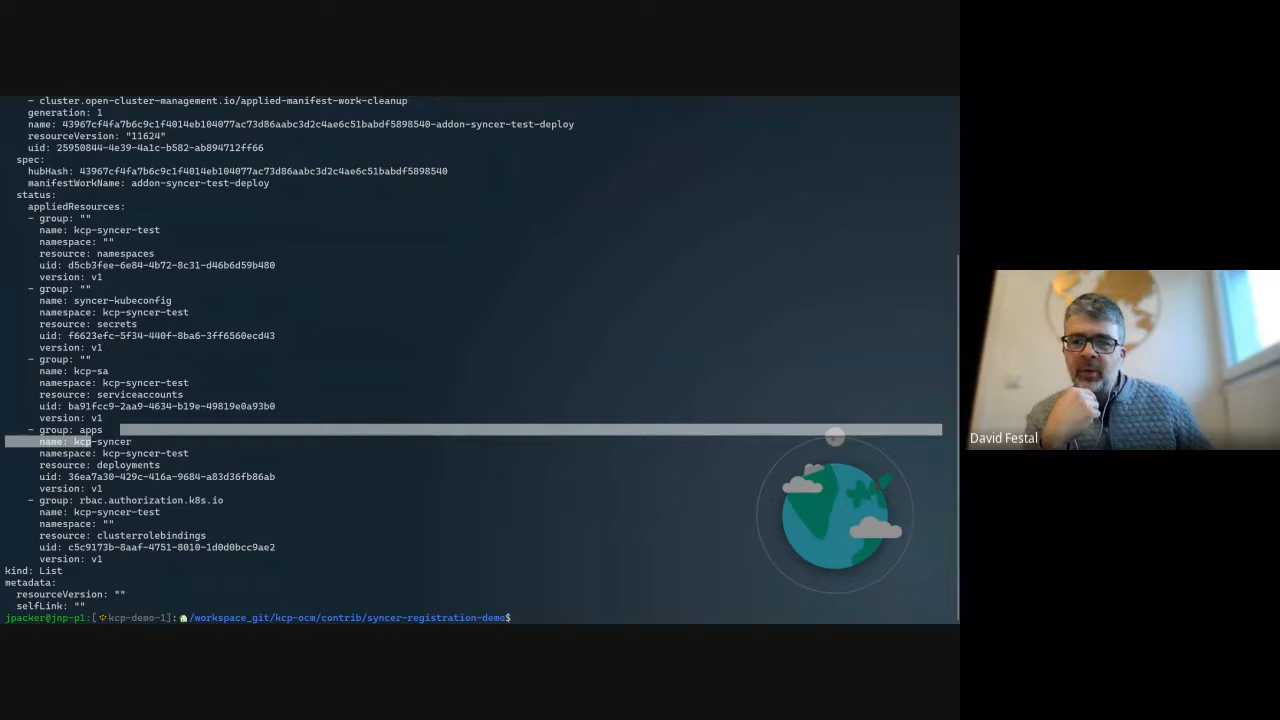 - cluster.open-cluster-management.io/applied-manifest-work-cleanup
generation: 1
name: 43967cf4fa7b6c9c1f4014eb104077ac73d86aabc3d2c4ae6c51babdf5898540-addon-syncer-test-deploy
resourceVersion: "11624"
uid: 25950844-4e39-4a1c-b582-ab894712ff66
spec:
hubHash: 43967cf4fa7b6c9c1f4014eb104077ac73d86aabc3d2c4ae6c51babdf5898540
manifestWorkName: addon-syncer-test-deploy
status:
appliedResources:
- group: ""
name: kcp-syncer-test
namespace: ""
resource: namespaces
uid: d5cb3fee-6e84-4b72-8c31-d46b6d59b480
version: v1
- group: ""
name: syncer-kubeconfig
namespace: kcp-syncer-test
resource: secrets
uid: f6623efc-5f34-440f-8ba6-3ff6560ecd43
version: v1
- group: ""
name: kcp-sa
namespace: kcp-syncer-test
resource: serviceaccounts
uid: ba91fcc9-2aa9-4634-b19e-49819e0a93b0
version: v1
- group: apps
name: kcp-syncer
namespace: kcp-syncer-test
resource: deployments
uid: 36ea7a30-429c-416a-9684-a83d36fb86ab
version: v1
- group: rbac.authorization.k8s.io
name: kcp-syncer-test
namespace: ""
resource: clusterrolebindings
uid: c5c9173b-8aaf-4751-8010-1d0d0bcc9ae2
version: v1
kind: List
metadata:
resourceVersion: ""
selfLink: ""
jpacker@jnp-p1:[kcp-demo-1]:/workspace_git/kcp-ocm/contrib/syncer-registration-demo$
David Festal